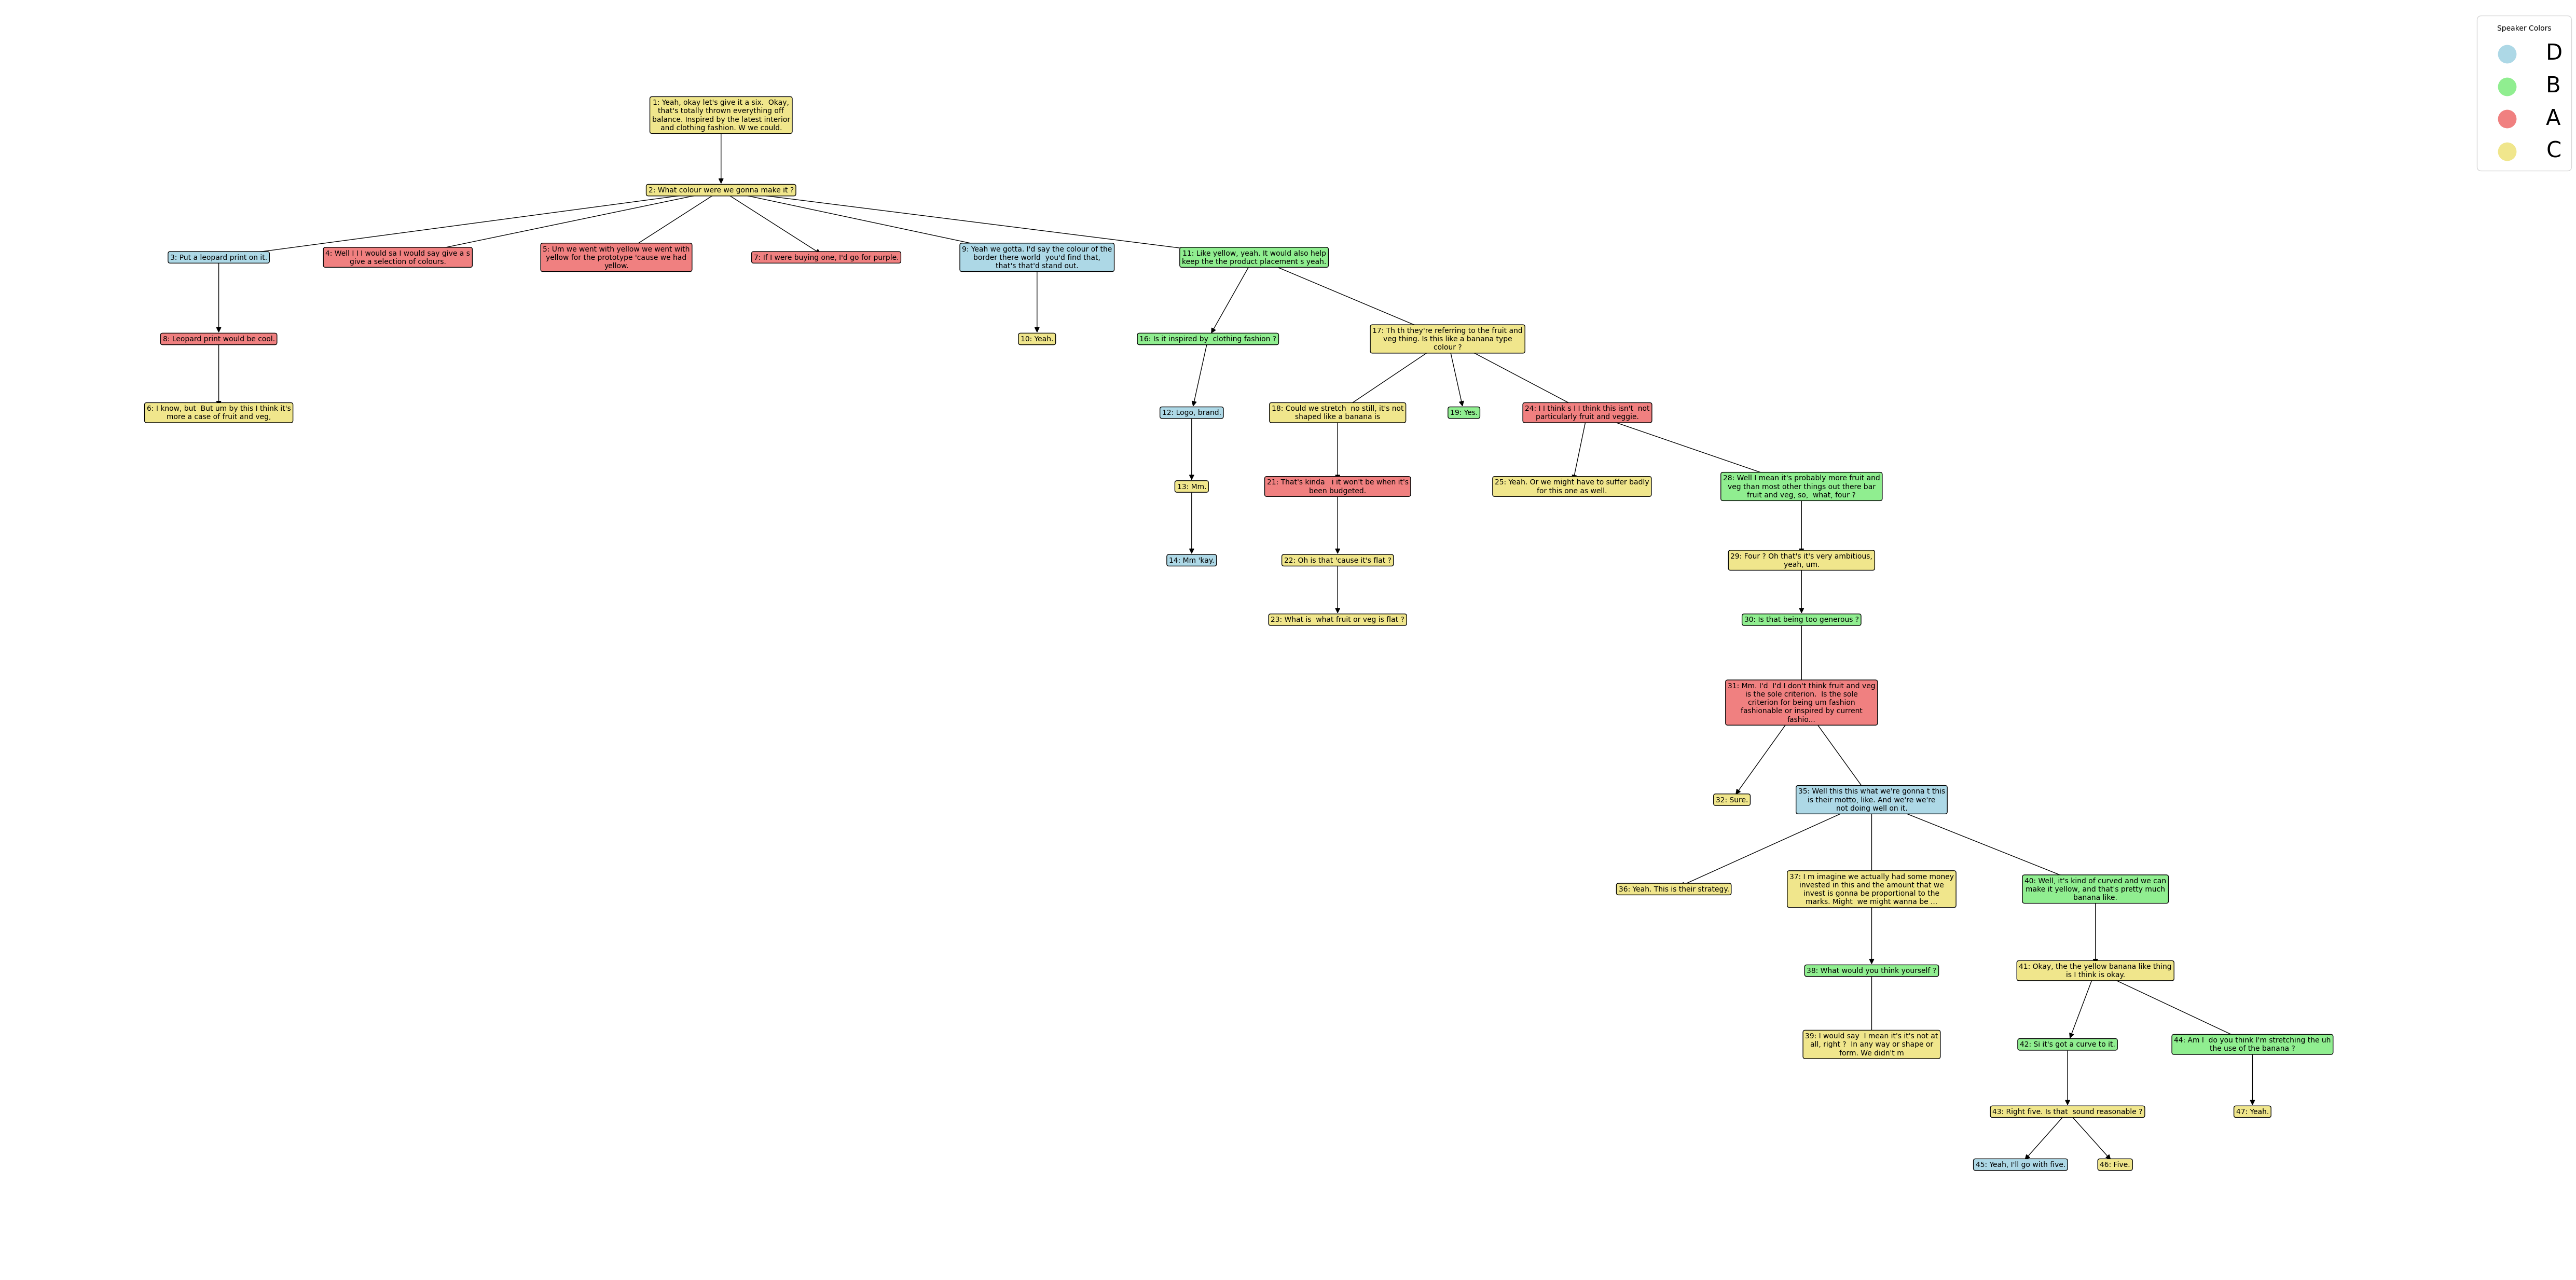 Speaker Colors
D
B
A
C
1: Yeah, okay let's give it a six.  Okay,
that's totally thrown everything off
balance. Inspired by the latest interior
and clothing fashion. W we could.
2: What colour were we gonna make it ?
3: Put a leopard print on it.
4: Well I I I would sa I would say give a s
give a selection of colours.
5: Um we went with yellow we went with
yellow for the prototype 'cause we had
yellow.
7: If I were buying one, I'd go for purple.
9: Yeah we gotta. I'd say the colour of the
border there world  you'd find that,
that's that'd stand out.
11: Like yellow, yeah. It would also help
keep the the product placement s yeah.
8: Leopard print would be cool.
10: Yeah.
16: Is it inspired by  clothing fashion ?
17: Th th they're referring to the fruit and
veg thing. Is this like a banana type
colour ?
6: I know, but  But um by this I think it's
more a case of fruit and veg,
12: Logo, brand.
18: Could we stretch  no still, it's not
shaped like a banana is
19: Yes.
24: I I think s I I think this isn't  not
particularly fruit and veggie.
13: Mm.
21: That's kinda   i it won't be when it's
been budgeted.
25: Yeah. Or we might have to suffer badly
for this one as well.
28: Well I mean it's probably more fruit and
veg than most other things out there bar
fruit and veg, so,  what, four ?
14: Mm 'kay.
22: Oh is that 'cause it's flat ?
29: Four ? Oh that's it's very ambitious,
yeah, um.
23: What is  what fruit or veg is flat ?
30: Is that being too generous ?
31: Mm. I'd  I'd I don't think fruit and veg
is the sole criterion.  Is the sole
criterion for being um fashion
fashionable or inspired by current
fashio...
32: Sure.
35: Well this this what we're gonna t this
is their motto, like. And we're we're
not doing well on it.
36: Yeah. This is their strategy.
37: I m imagine we actually had some money
invested in this and the amount that we
invest is gonna be proportional to the
marks. Might  we might wanna be ...
40: Well, it's kind of curved and we can
make it yellow, and that's pretty much
banana like.
38: What would you think yourself ?
41: Okay, the the yellow banana like thing
is I think is okay.
39: I would say  I mean it's it's not at
all, right ?  In any way or shape or
form. We didn't m
42: Si it's got a curve to it.
44: Am I  do you think I'm stretching the uh
the use of the banana ?
43: Right five. Is that  sound reasonable ?
47: Yeah.
45: Yeah, I'll go with five.
46: Five.